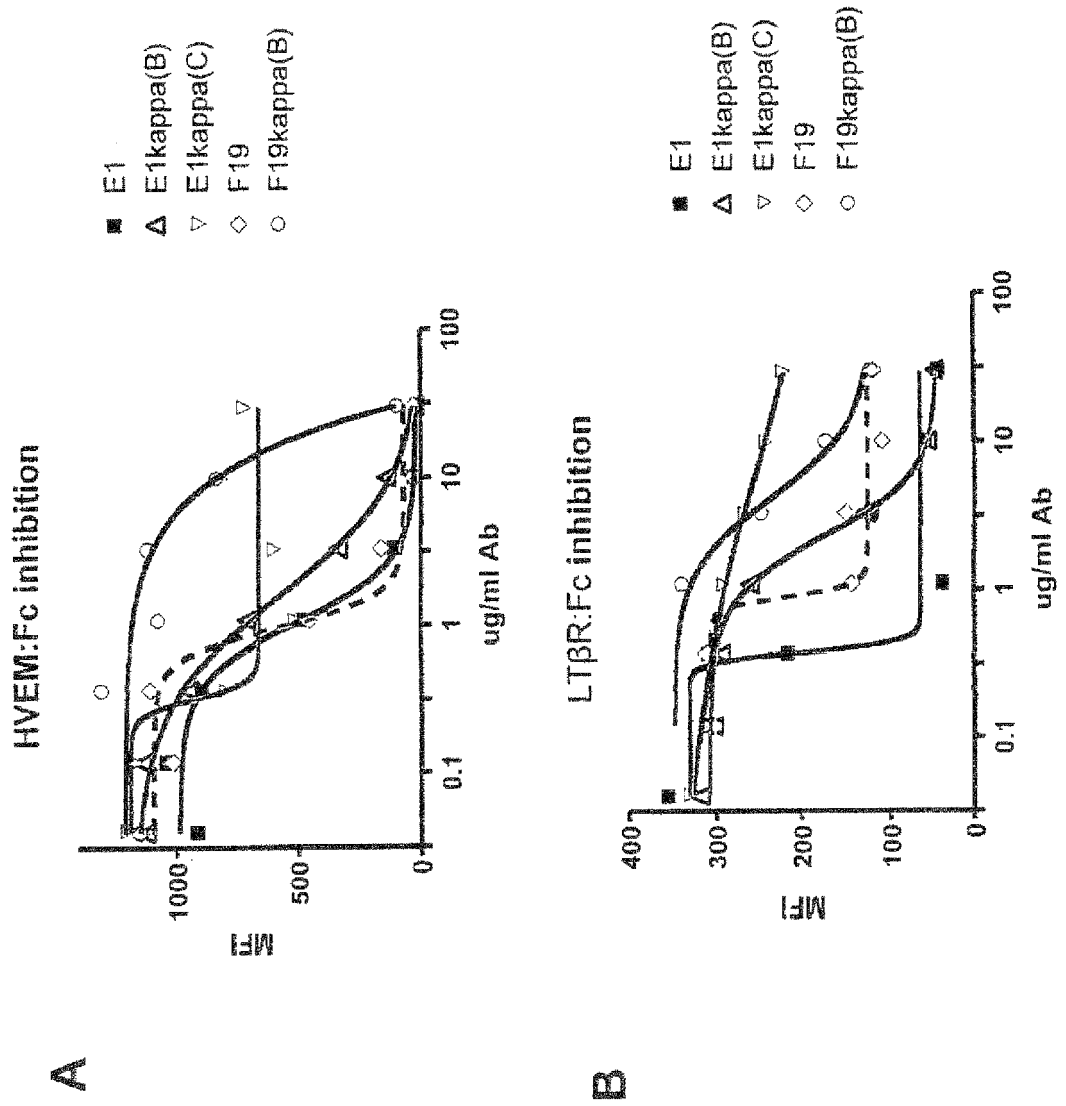 A
HVEM:Fc inhibition
MFI
1000
500
0
0.1
1
10
100
ug/ml Ab
E1
E1kappa(B)
E1kappa(C)
F19
F19kappa(B)
B
LTβR:Fc inhibition
MFI
400
300
200
100
0
0.1
1
10
100
ug/ml Ab
E1
E1kappa(B)
E1kappa(C)
F19
F19kappa(B)